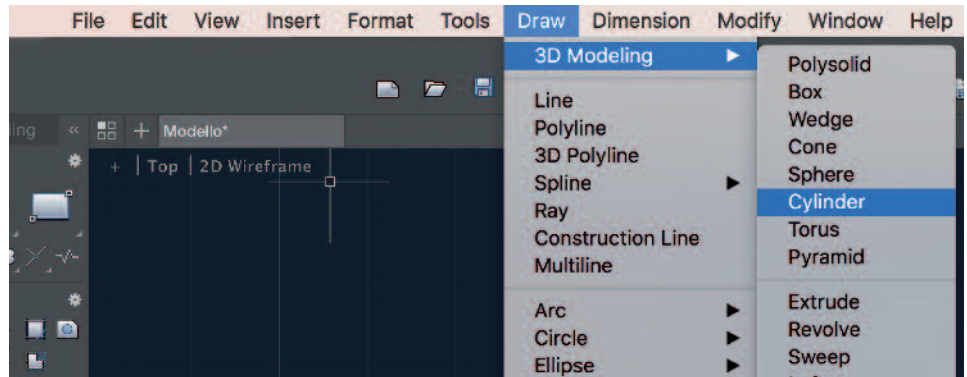 File Edit View Insert Format Tools Draw Dimension Modify Window Help
3D Modeling
Polysolid
Box
Wedge
Cone
Sphere
Cylinder
Torus
Pyramid
Extrude
Revolve
Sweep
Line
Polyline
3D Polyline
Spline
Ray
Construction Line
Multiline
Arc
Circle
Ellipse
Modello*
+ | Top | 2D Wireframe